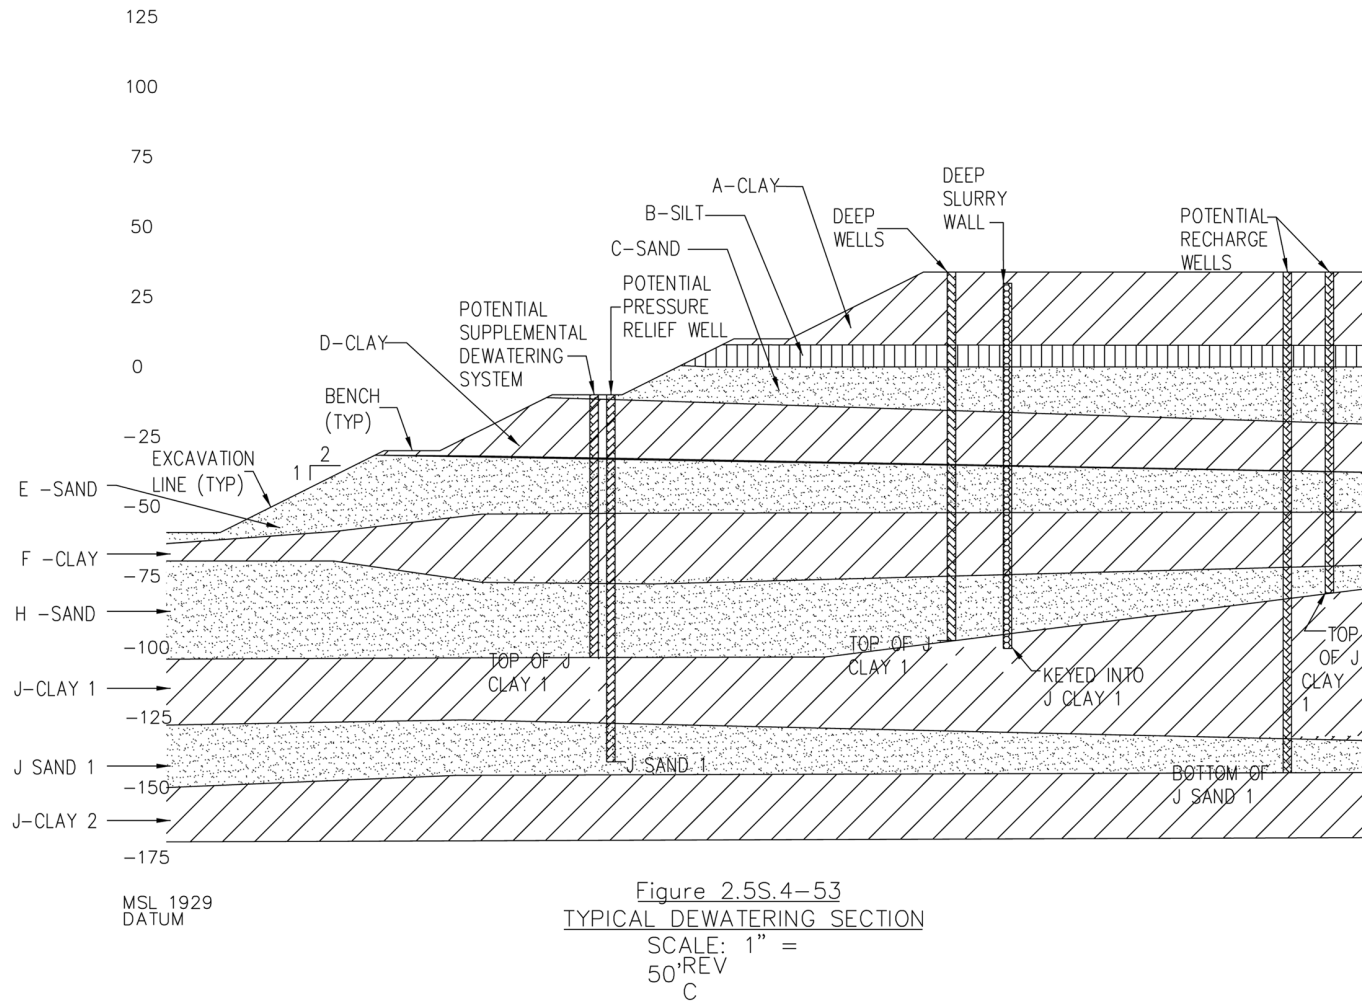 125
100
75
50
25
0
-25
-50
-75
-100
-125
-150
-175
MSL 1929
DATUM
A-CLAY
B-SILT
C-SAND
DEEP
WELLS
DEEP
SLURRY
WALL
POTENTIAL
RECHARGE
WELLS
POTENTIAL
PRESSURE
RELIEF WELL
POTENTIAL
SUPPLEMENTAL
DEWATERING
SYSTEM
D-CLAY
BENCH
(TYP)
2
1
EXCAVATION
LINE (TYP)
E -SAND
F -CLAY
H -SAND
J-CLAY 1
J SAND 1
J-CLAY 2
TOP OF J
CLAY 1
J SAND 1
TOP OF J
CLAY 1
KEYED INTO
J CLAY 1
BOTTOM OF
J SAND 1
TOP
OF J
CLAY
1
Figure 2.5S.4-53
TYPICAL DEWATERING SECTION
SCALE: 1" =
50'
REV
C